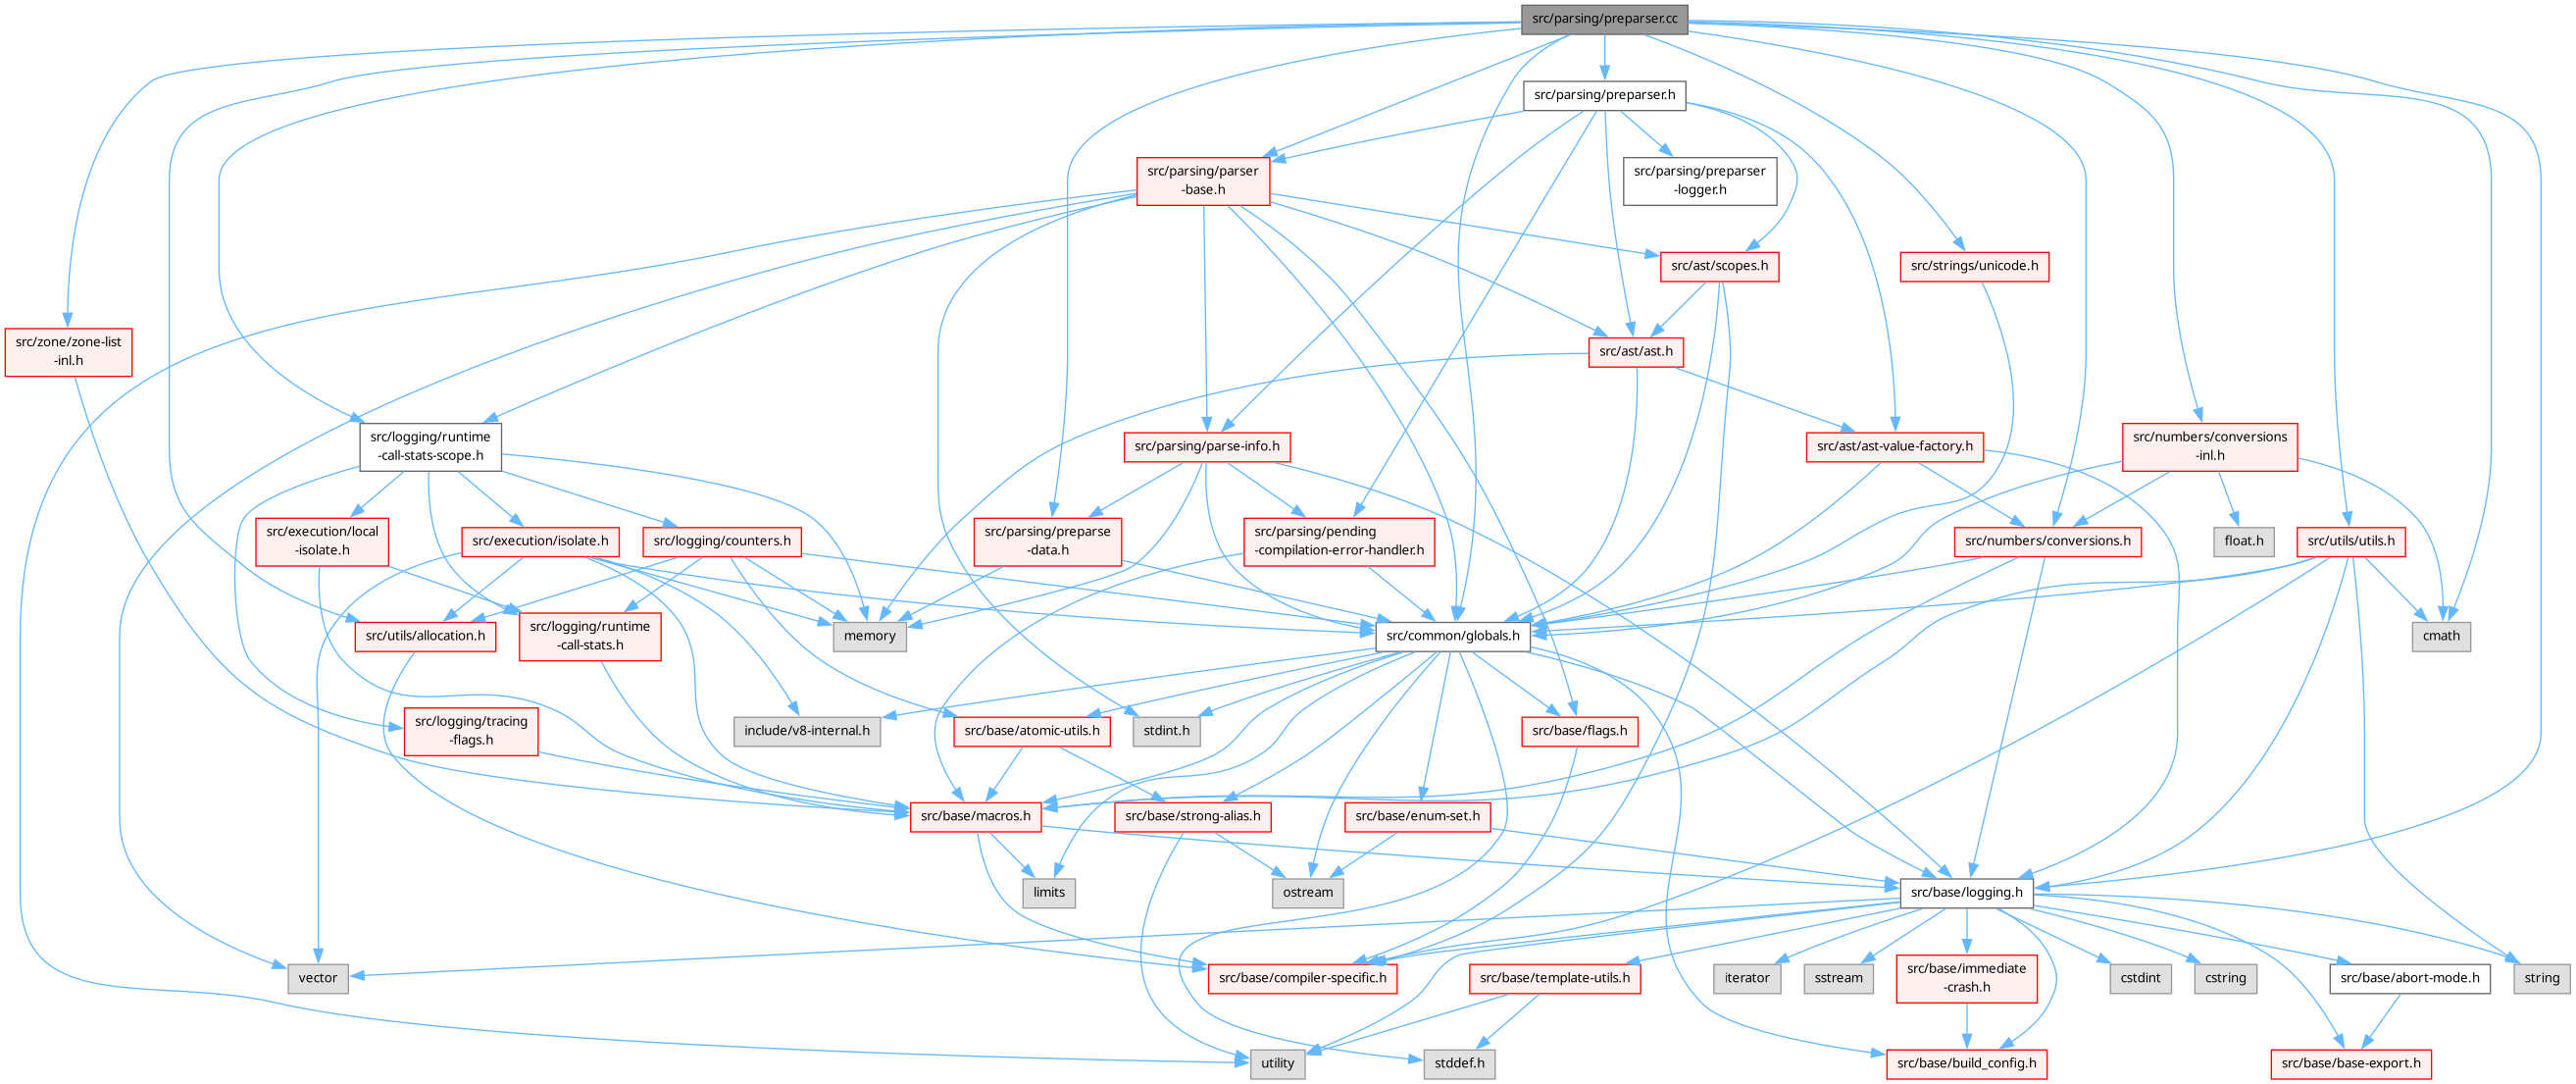 src/parsing/preparser.cc
src/parsing/preparser.h
src/parsing/parser
-base.h
src/parsing/preparser
-logger.h
src/ast/scopes.h
src/strings/unicode.h
src/zone/zone-list
-inl.h
src/ast/ast.h
src/logging/runtime
-call-stats-scope.h
src/parsing/parse-info.h
src/ast/ast-value-factory.h
src/numbers/conversions
-inl.h
src/execution/local
-isolate.h
src/execution/isolate.h
src/logging/counters.h
src/parsing/preparse
-data.h
src/parsing/pending
-compilation-error-handler.h
src/numbers/conversions.h
float.h
src/utils/utils.h
src/utils/allocation.h
src/logging/runtime
-call-stats.h
memory
src/common/globals.h
cmath
src/logging/tracing
-flags.h
include/v8-internal.h
src/base/atomic-utils.h
stdint.h
src/base/flags.h
src/base/macros.h
src/base/strong-alias.h
src/base/enum-set.h
limits
ostream
src/base/logging.h
vector
src/base/compiler-specific.h
src/base/template-utils.h
iterator
sstream
src/base/immediate
-crash.h
cstdint
cstring
src/base/abort-mode.h
string
utility
stddef.h
src/base/build_config.h
src/base/base-export.h